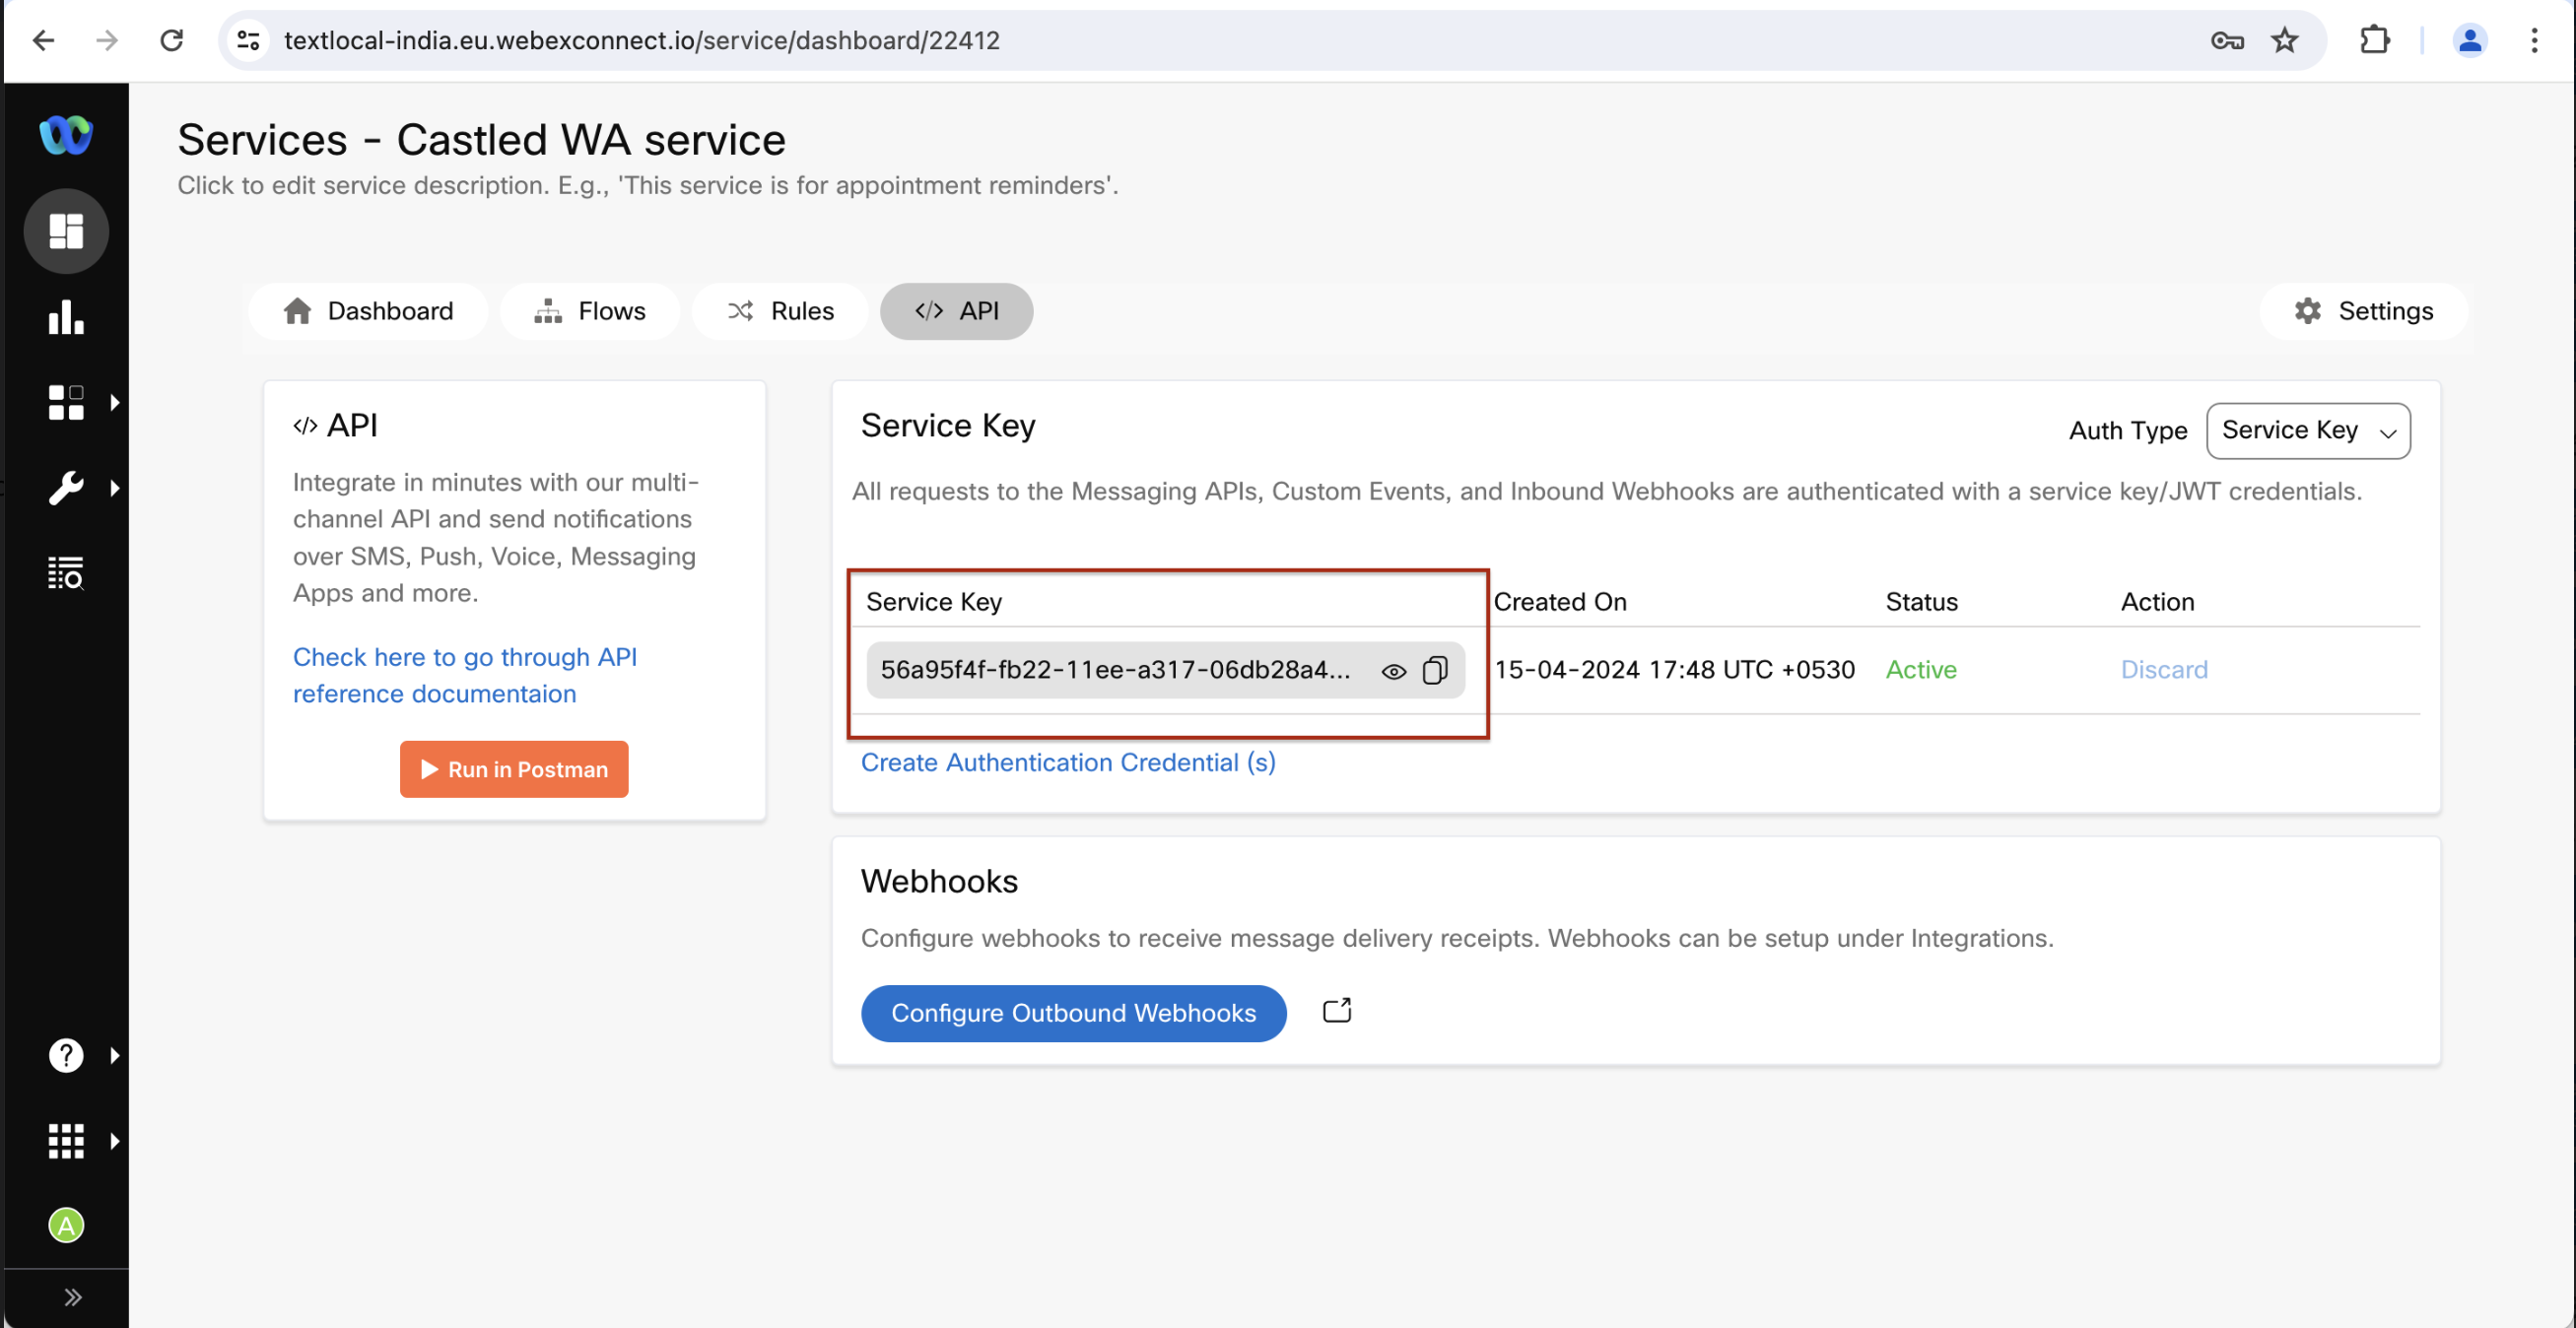 textlocal-india.eu.webexconnect.io/service/dashboard/22412
Services - Castled WA service
Click to edit service description. E.g., 'This service is for appointment reminders'.
Dashboard
Flows
Rules
</> API
Settings
</> API
Integrate in minutes with our multi-
channel API and send notifications
over SMS, Push, Voice, Messaging
Apps and more.
Check here to go through API
reference documentaion
Run in Postman
Service Key
Auth Type
Service Key
All requests to the Messaging APIs, Custom Events, and Inbound Webhooks are authenticated with a service key/JWT credentials.
Service Key
Created On
Status
Action
56a95f4f-fb22-11ee-a317-06db28a4...
15-04-2024 17:48 UTC +0530
Active
Discard
Create Authentication Credential (s)
Webhooks
Configure webhooks to receive message delivery receipts. Webhooks can be setup under Integrations.
Configure Outbound Webhooks
A